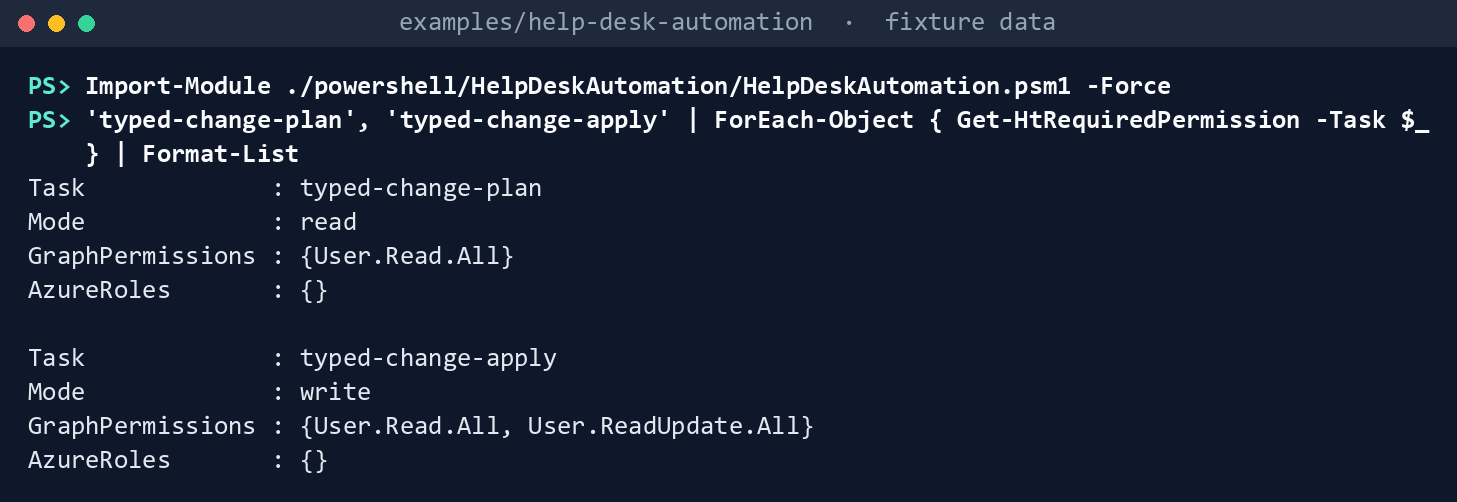 examples/help-desk-automation · fixture data
PS> Import-Module ./powershell/HelpDeskAutomation/HelpDeskAutomation.psm1 -Force
PS> 'typed-change-plan', 'typed-change-apply' | ForEach-Object { Get-HtRequiredPermission -Task $_
} | Format-List
Task : typed-change-plan
Mode : read
GraphPermissions : {User.Read.All}
AzureRoles : {}
Task : typed-change-apply
Mode : write
GraphPermissions : {User.Read.All, User.ReadUpdate.All}
AzureRoles : {}